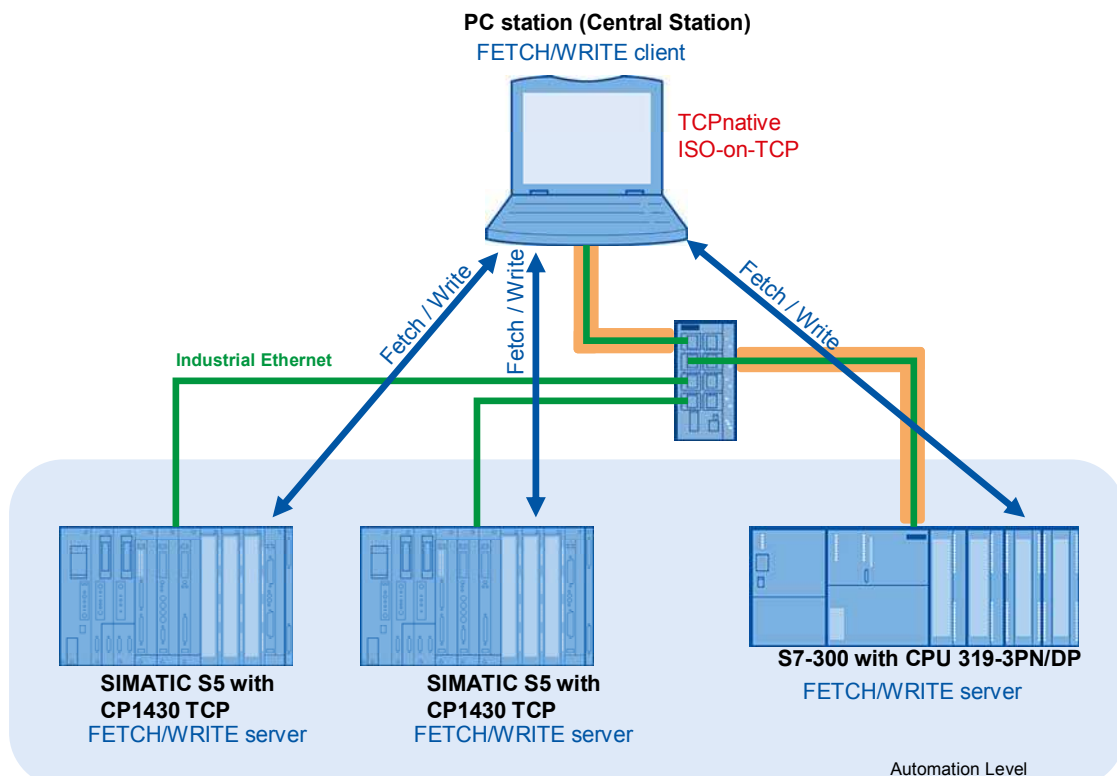 PC station (Central Station)
FETCH/WRITE client
TCPnative
ISO-on-TCP
Fetch / Write
Fetch / Write
Fetch / Write
Industrial Ethernet
SIMATIC S5 with
CP1430 TCP
FETCH/WRITE server
SIMATIC S5 with
CP1430 TCP
FETCH/WRITE server
S7-300 with CPU 319-3PN/DP
FETCH/WRITE server
Automation Level